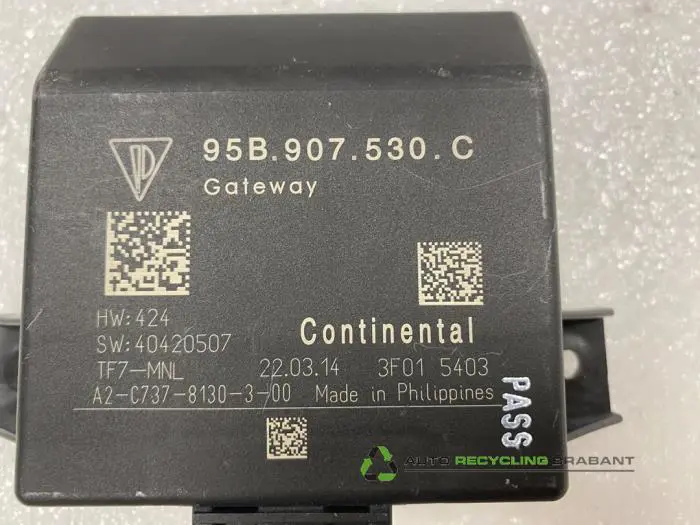 95B.907.530.C
Gateway
HW:424
SW:40420507
Continental
TF7-MNL 22.03.14 3F01 5403
A2-C737-8130-3-00 Made in Philippines
PASS
AUTO RECYCLING BRABANT